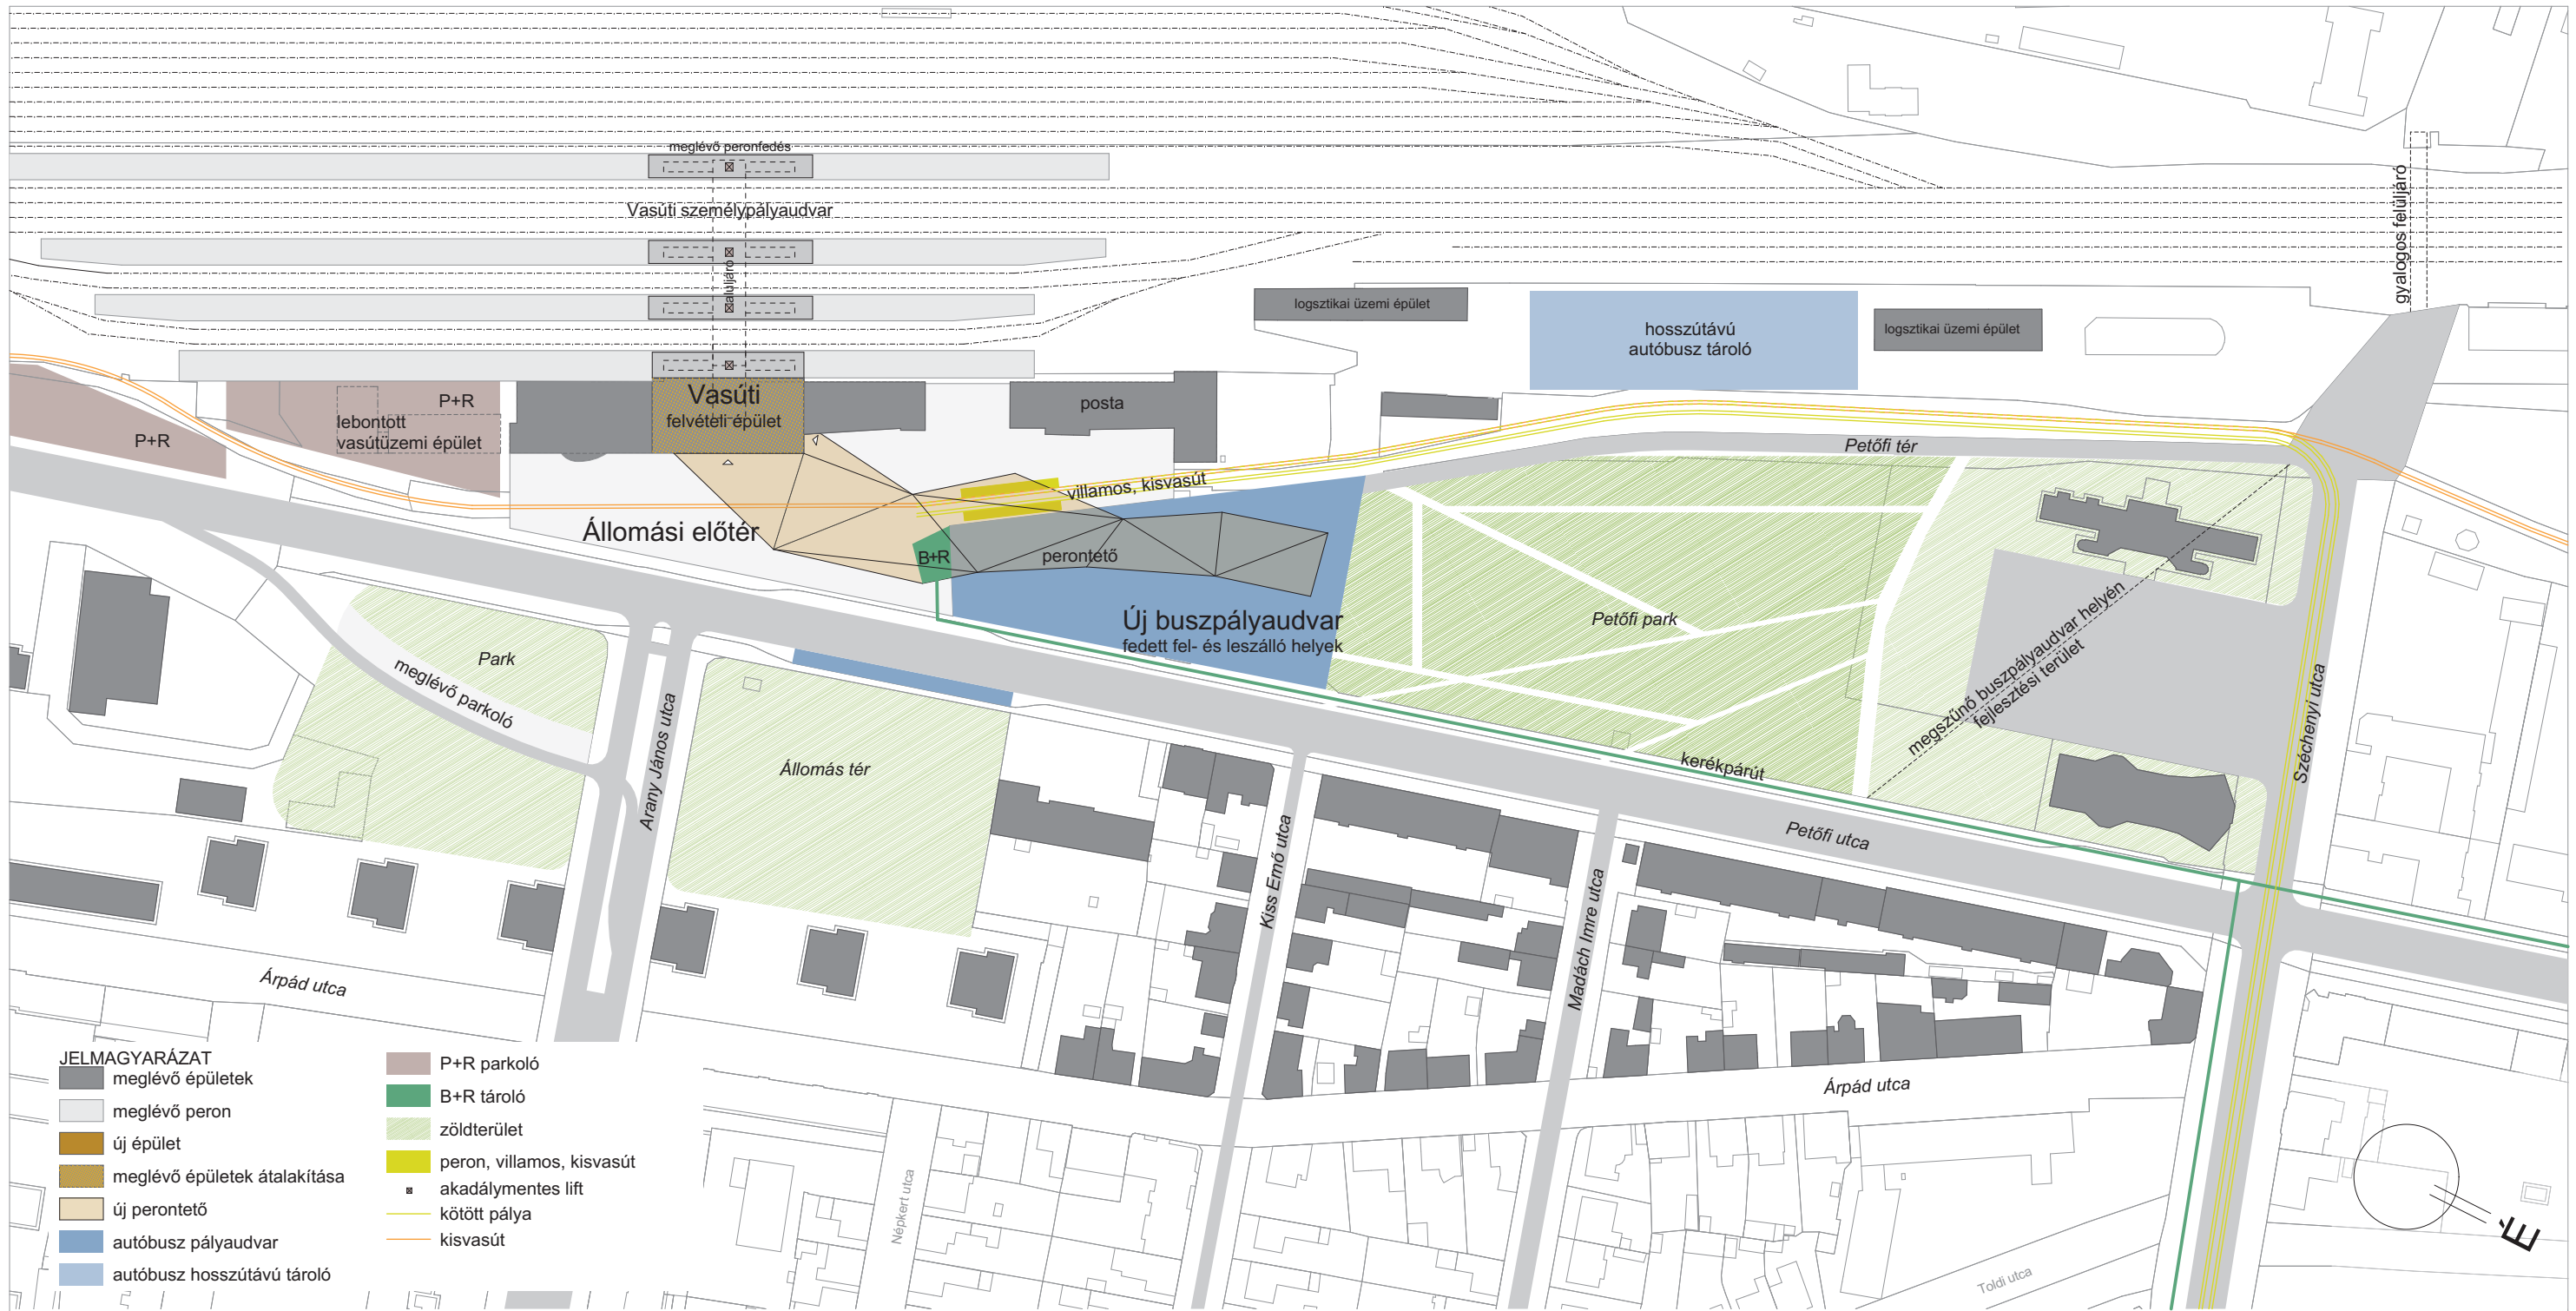 meglévő peronfedés
Vasúti személypályaudvar
aluljáró
gyalogos felüljáró
logsztikai üzemi épület
hosszútávú
autóbusz tároló
logsztikai üzemi épület
P+R
P+R
lebontott
vasútüzemi épület
Vasúti
felvételi épület
posta
Petőfi tér
villamos, kisvasút
Állomási előtér
B+R
perontető
Új buszpályaudvar
fedett fel- és leszálló helyek
Petőfi park
megszűnő buszpályaudvar helyén
fejlesztési terület
Széchenyi utca
Park
meglévő parkoló
Arany János utca
Állomás tér
kerékpárút
Petőfi utca
Kiss Ernő utca
Madách Imre utca
Árpád utca
Árpád utca
Népkert utca
Toldi utca
É
JELMAGYARÁZAT
meglévő épületek
meglévő peron
új épület
meglévő épületek átalakítása
új perontető
autóbusz pályaudvar
autóbusz hosszútávú tároló
P+R parkoló
B+R tároló
zöldterület
peron, villamos, kisvasút
akadálymentes lift
kötött pálya
kisvasút